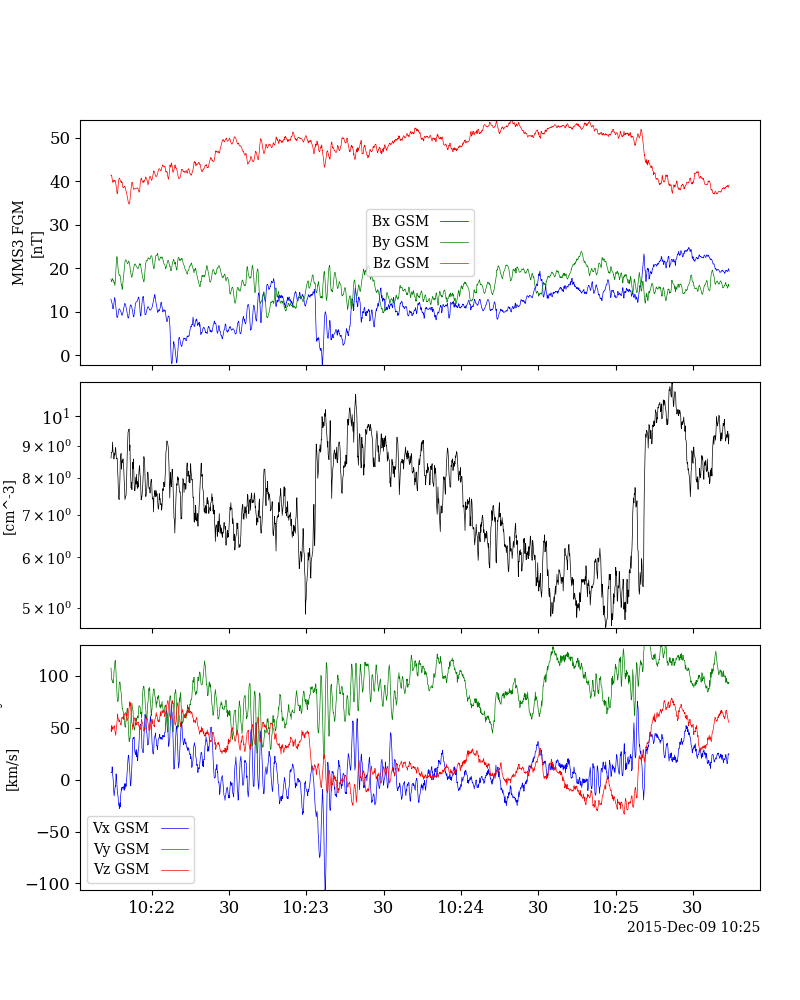 MMS3 FGM
[nT]
50
40
30
20
10
0
Bx GSM
By GSM
Bz GSM
[cm^-3]
10¹
9 × 10⁰
8 × 10⁰
7 × 10⁰
6 × 10⁰
5 × 10⁰
[km/s]
100
50
0
−50
−100
Vx GSM
Vy GSM
Vz GSM
10:22 30 10:23 30 10:24 30 10:25 30
2015-Dec-09 10:25